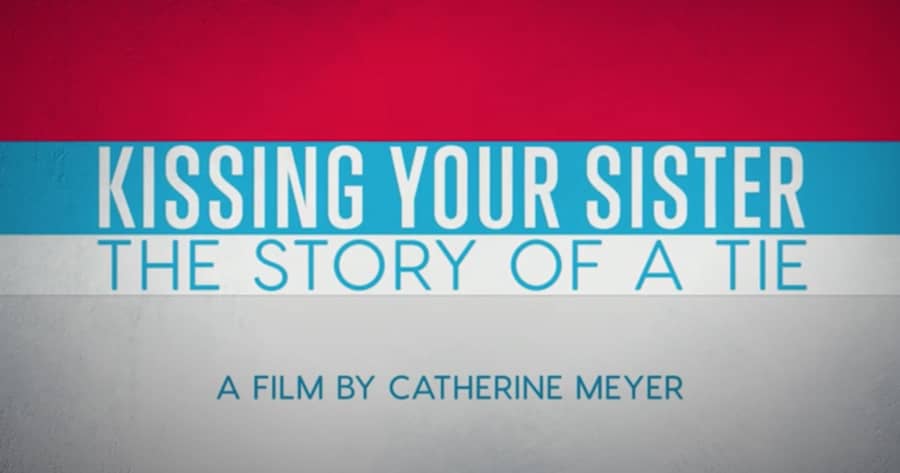 KISSING YOUR SISTER
THE STORY OF A TIE
A FILM BY CATHERINE MEYER